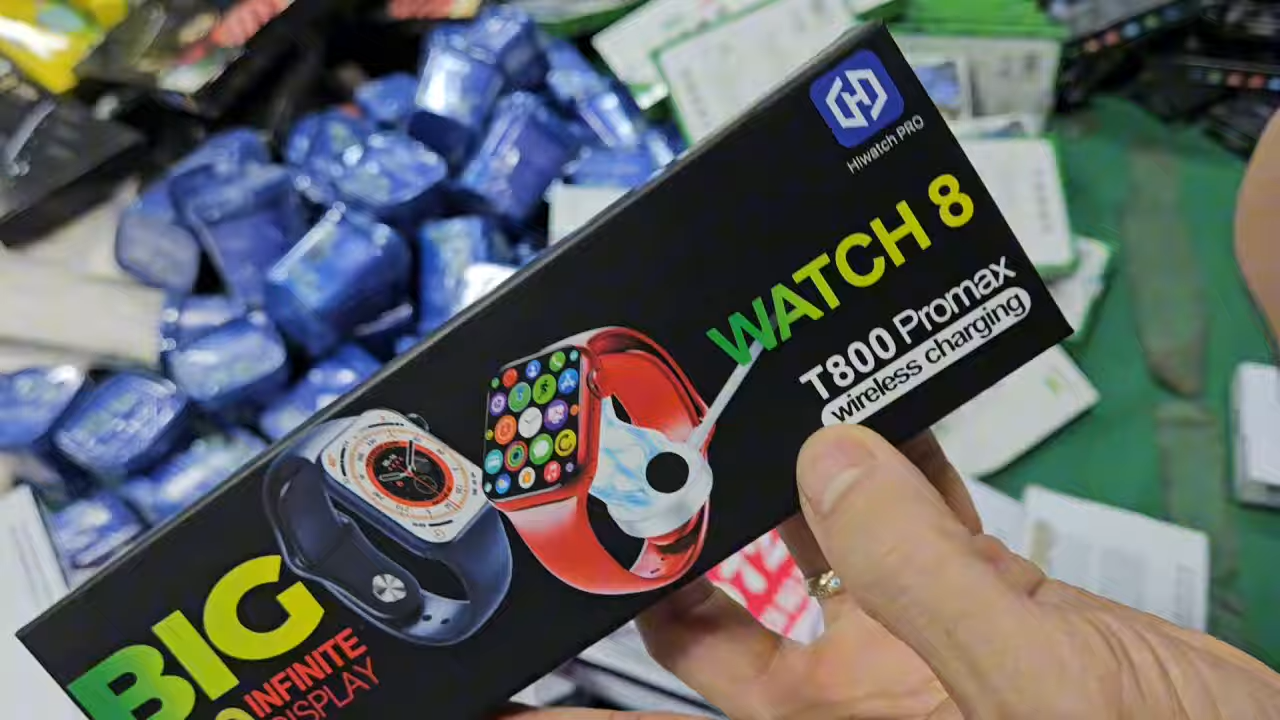 HIwatch PRO
WATCH 8
T800 Promax
wireless charging
BIG
INFINITE
DISPLAY